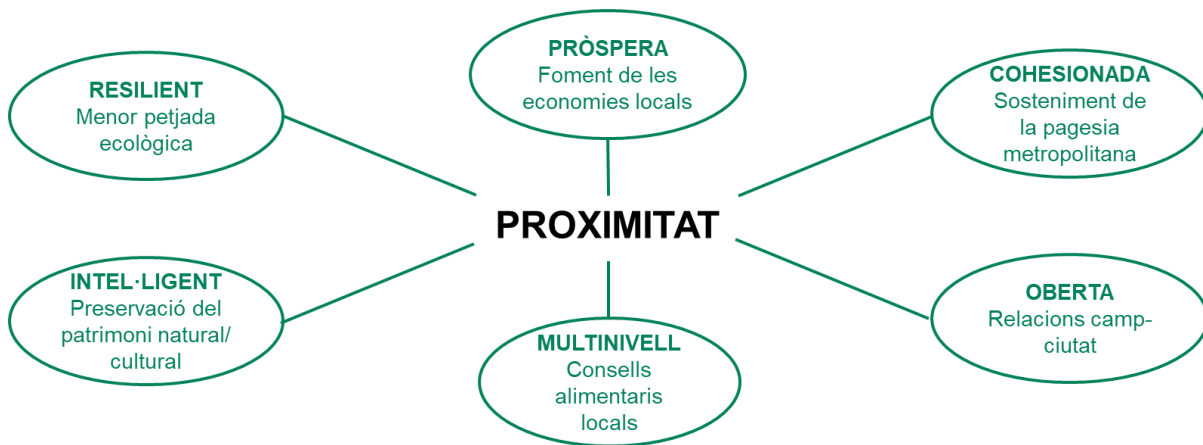 PRÒSPERA
Foment de les
economies locals
RESILIENT
Menor petjada
ecològica
COHESIONADA
Sosteniment de
la pagesia
metropolitana
PROXIMITAT
INTEL·LIGENT
Preservació del
patrimoni natural/
cultural
MULTINIVELL
Consells
alimentaris
locals
OBERTA
Relacions camp-
ciutat